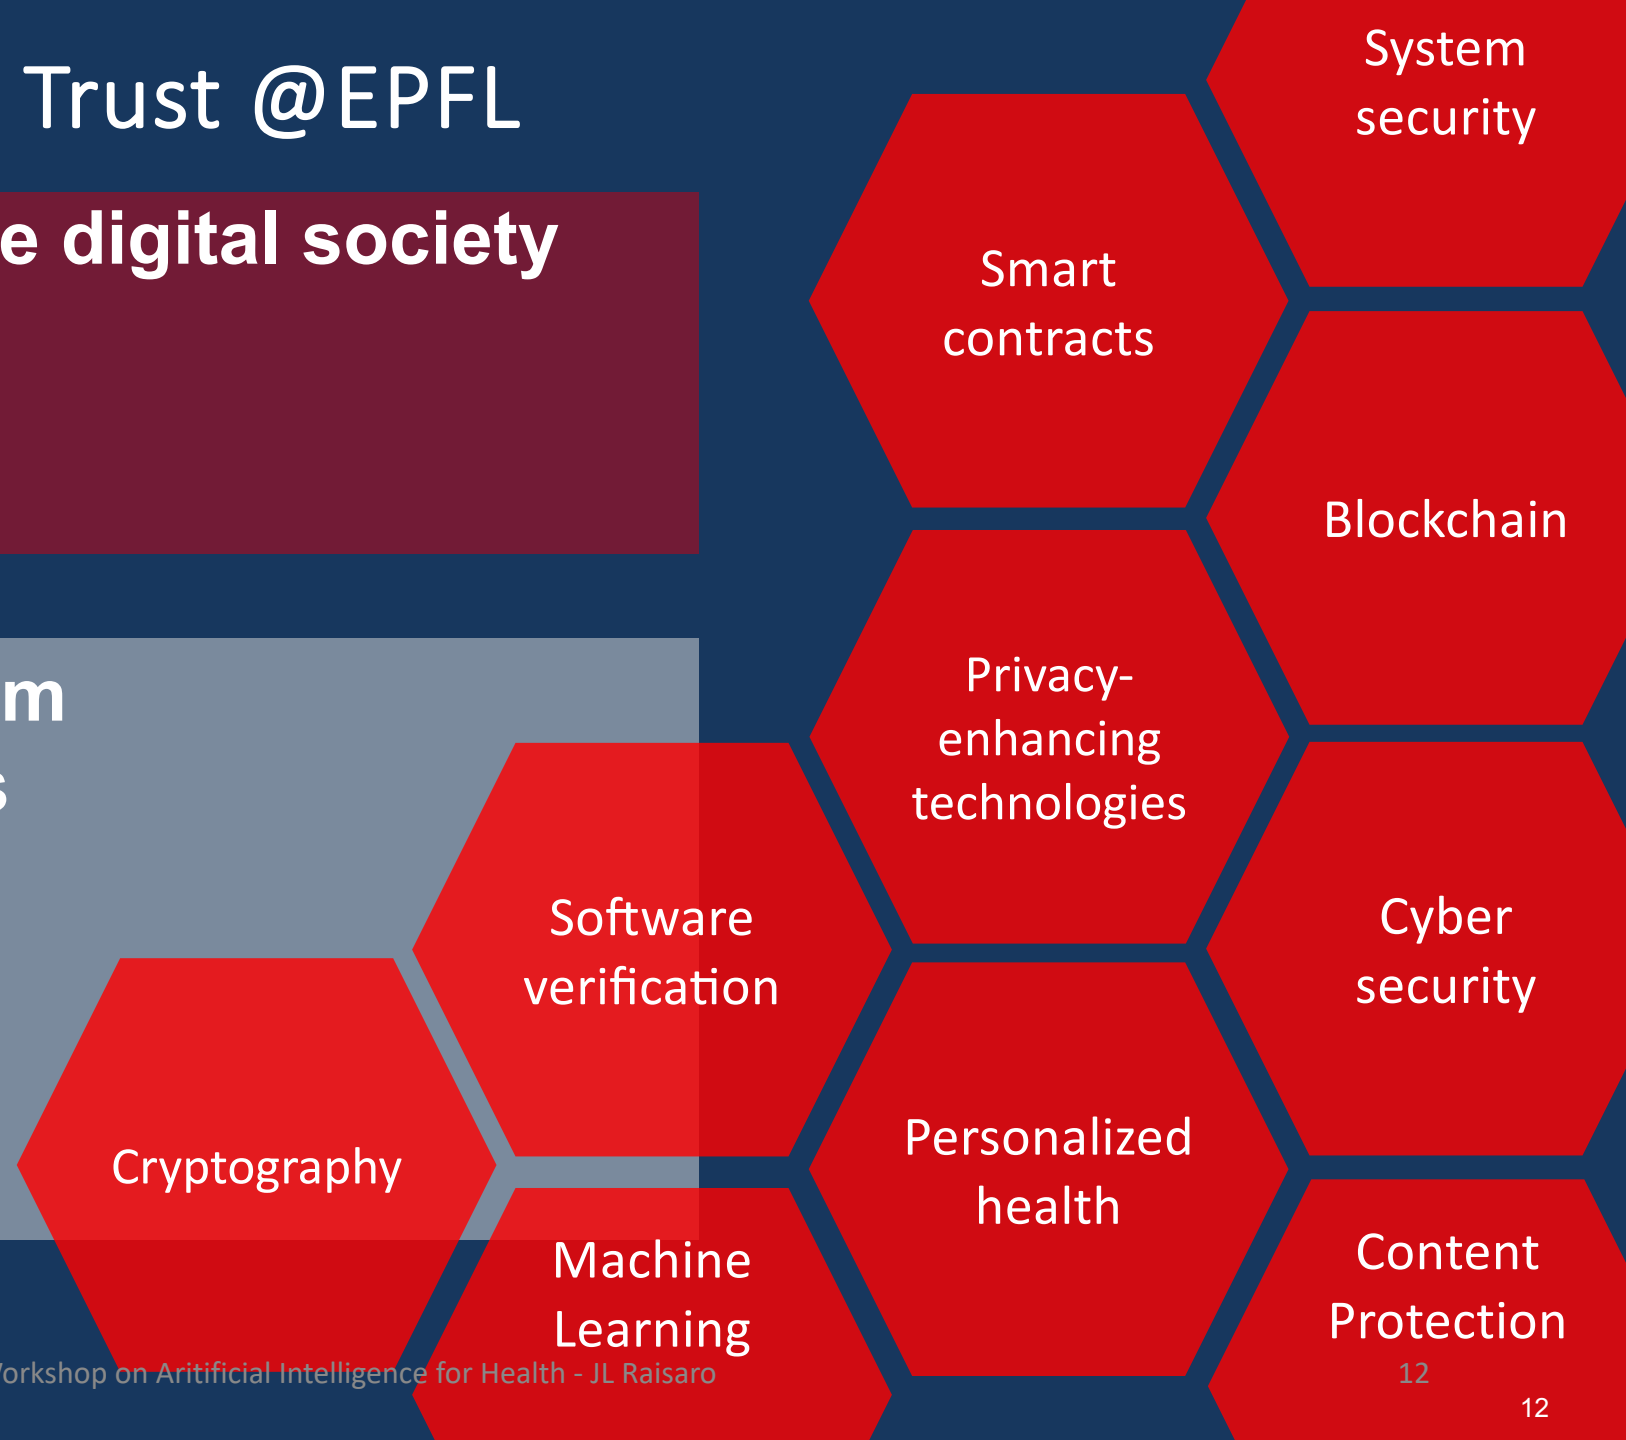 Trust @EPFL
e digital society
m
s
System
security
Smart
contracts
Blockchain
Privacy-
enhancing
technologies
Software
verification
Cyber
security
Cryptography
Personalized
health
Machine
Learning
Content
Protection
orkshop on Aritificial Intelligence for Health - JL Raisaro
12
12